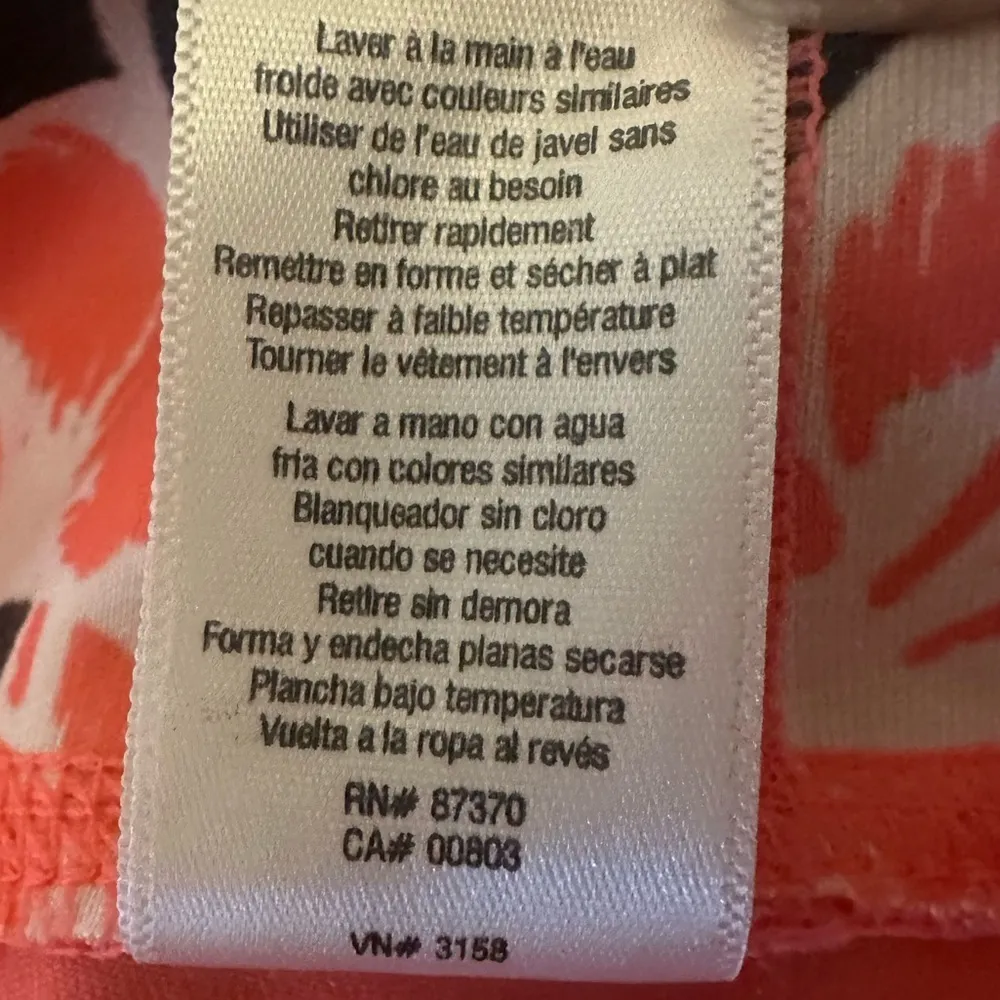 Laver à la main à l'eau
froide avec couleurs similaires
Utiliser de l'eau de javel sans
chlore au besoin
Retirer rapidement
Remettre en forme et sécher à plat
Repasser à faible température
Tourner le vêtement à l'envers
Lavar a mano con agua
fría con colores similares
Blanqueador sin cloro
cuando se necesite
Retire sin demora
Forma y endecha planas secarse
Plancha bajo temperatura
Vuelta a la ropa al revés
RN# 87370
CA# 00803
VN# 3158